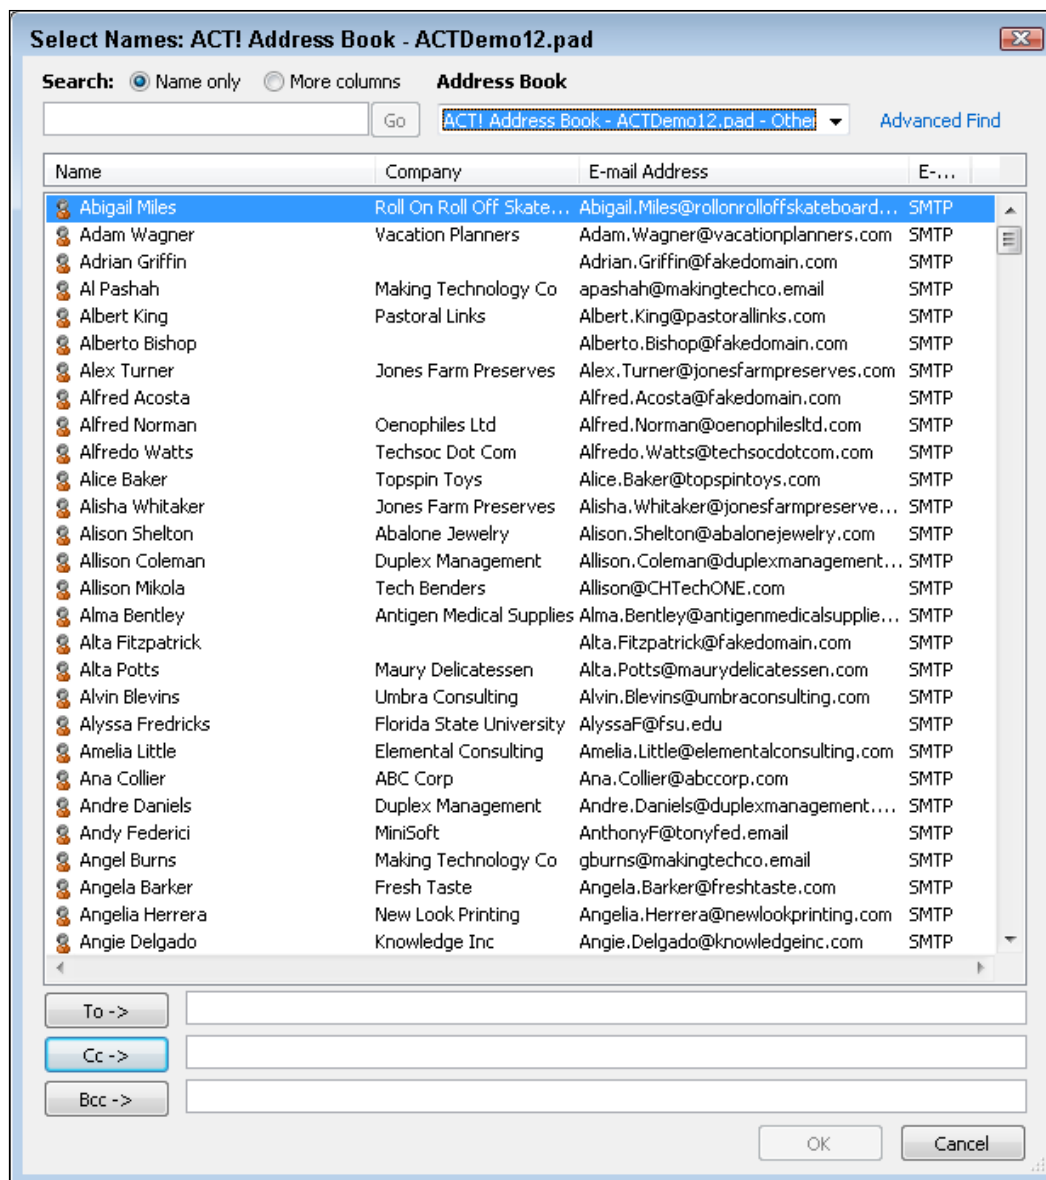 Select Names: ACT! Address Book - ACTDemo12.pad
Search: Name only More columns Address Book
Go ACT! Address Book - ACTDemo12.pad - Other Advanced Find
Name Company E-mail Address E-...
Abigail Miles Roll On Roll Off Skate... Abigail.Miles@rollonrolloffskateboard... SMTP
Adam Wagner Vacation Planners Adam.Wagner@vacationplanners.com SMTP
Adrian Griffin Adrian.Griffin@fakedomain.com SMTP
Al Pashah Making Technology Co apashah@makingtechco.email SMTP
Albert King Pastoral Links Albert.King@pastorallinks.com SMTP
Alberto Bishop Alberto.Bishop@fakedomain.com SMTP
Alex Turner Jones Farm Preserves Alex.Turner@jonesfarmpreserves.com SMTP
Alfred Acosta Alfred.Acosta@fakedomain.com SMTP
Alfred Norman Oenophiles Ltd Alfred.Norman@oenophilesltd.com SMTP
Alfredo Watts Techsoc Dot Com Alfredo.Watts@techsocdotcom.com SMTP
Alice Baker Topspin Toys Alice.Baker@topspintoys.com SMTP
Alisha Whitaker Jones Farm Preserves Alisha.Whitaker@jonesfarmpreserve... SMTP
Alison Shelton Abalone Jewelry Alison.Shelton@abalonejewelry.com SMTP
Allison Coleman Duplex Management Allison.Coleman@duplexmanagement... SMTP
Allison Mikola Tech Benders Allison@CHTechONE.com SMTP
Alma Bentley Antigen Medical Supplies Alma.Bentley@antigenmedicalsupplie... SMTP
Alta Fitzpatrick Alta.Fitzpatrick@fakedomain.com SMTP
Alta Potts Maury Delicatessen Alta.Potts@maurydelicatessen.com SMTP
Alvin Blevins Umbra Consulting Alvin.Blevins@umbraconsulting.com SMTP
Alyssa Fredricks Florida State University AlyssaF@fsu.edu SMTP
Amelia Little Elemental Consulting Amelia.Little@elementalconsulting.com SMTP
Ana Collier ABC Corp Ana.Collier@abccorp.com SMTP
Andre Daniels Duplex Management Andre.Daniels@duplexmanagement.... SMTP
Andy Federici MiniSoft AnthonyF@tonyfed.email SMTP
Angel Burns Making Technology Co gburns@makingtechco.email SMTP
Angela Barker Fresh Taste Angela.Barker@freshtaste.com SMTP
Angelia Herrera New Look Printing Angelia.Herrera@newlookprinting.com SMTP
Angie Delgado Knowledge Inc Angie.Delgado@knowledgeinc.com SMTP
To ->
Cc ->
Bcc ->
OK Cancel